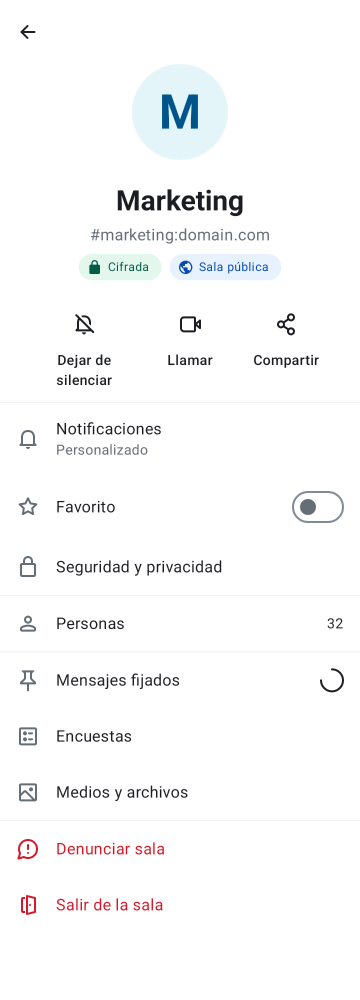 M
Marketing
#marketing:domain.com
Cifrada
Sala pública
Dejar de
silenciar
Llamar
Compartir
Notificaciones
Personalizado
Favorito
Seguridad y privacidad
Personas
32
Mensajes fijados
Encuestas
Medios y archivos
Denunciar sala
Salir de la sala